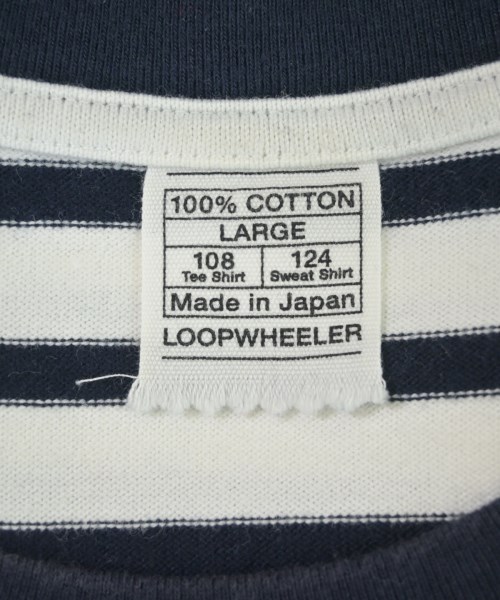 100% COTTON
LARGE
108 124
Tee Shirt Sweat Shirt
Made in Japan
LOOPWHEELER